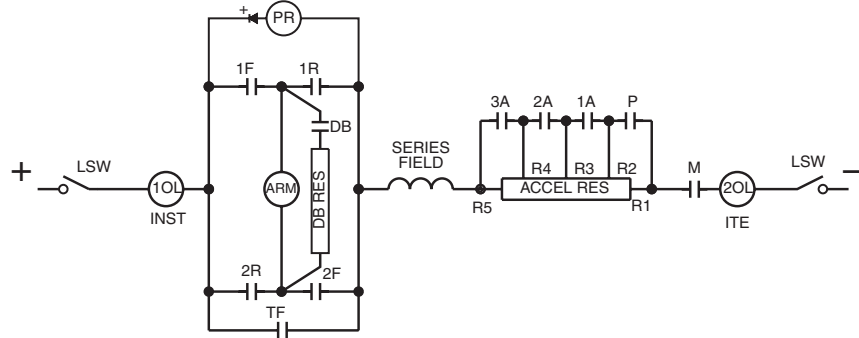 +
PR
1F 1R
DB
3A 2A 1A P
SERIES
FIELD
+ LSW
1OL
INST
ARM
DB RES
R4 R3 R2
ACCEL RES
R5
R1
M
2OL
ITE
LSW
−
2R 2F
TF